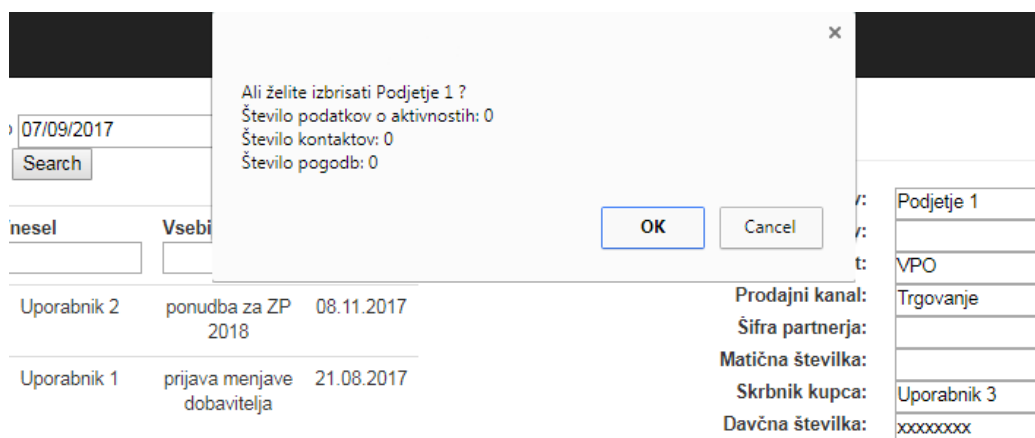 Ali želite izbrisati Podjetje 1 ?
Število podatkov o aktivnostih: 0
Število kontaktov: 0
Število pogodb: 0
OK Cancel
07/09/2017
Search
nesel Vsebi
Uporabnik 2 ponudba za ZP 08.11.2017
2018
Uporabnik 1 prijava menjave 21.08.2017
dobavitelja
v: Podjetje 1
v:
t: VPO
Prodajni kanal: Trgovanje
Šifra partnerja:
Matična številka:
Skrbnik kupca: Uporabnik 3
Davčna številka: xxxxxxxx